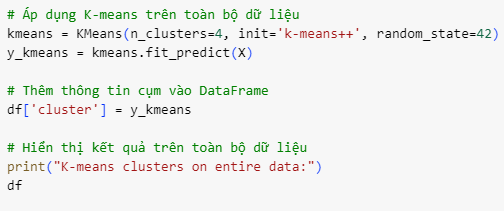 # Áp dụng K-means trên toàn bộ dữ liệu
kmeans = KMeans(n_clusters=4, init='k-means++', random_state=42)
y_kmeans = kmeans.fit_predict(X)
# Thêm thông tin cụm vào DataFrame
df['cluster'] = y_kmeans
# Hiển thị kết quả trên toàn bộ dữ liệu
print("K-means clusters on entire data:")
df